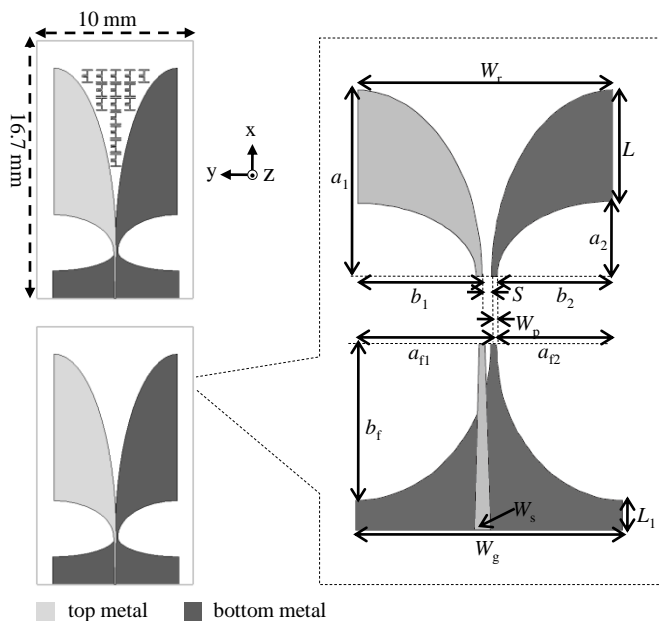 10 mm
16.7 mm
x
y
z
W_r
a_1
L
a_2
b_1
S
b_2
W_p
a_f1
a_f2
b_f
W_s
L_1
W_g
top metal
bottom metal